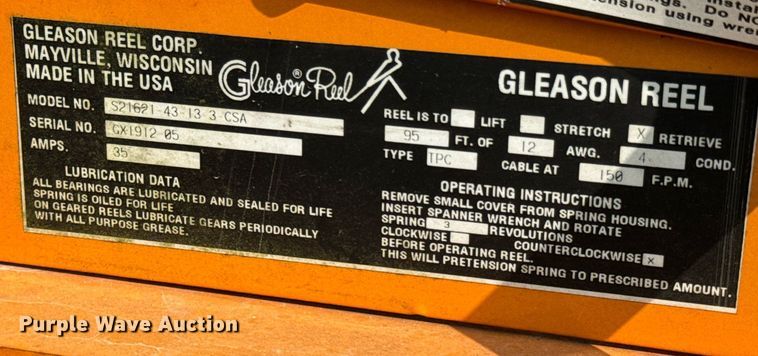 GLEASON REEL CORP.
MAYVILLE, WISCONSIN
MADE IN THE USA
Gleason® Reel
MODEL NO. S21621-43-13 3-CSA
SERIAL NO. GX1912-05
AMPS. 35
LUBRICATION DATA
ALL BEARINGS ARE LUBRICATED AND SEALED FOR LIFE
SPRING IS OILED FOR LIFE
ON GEARED REELS LUBRICATE GEARS PERIODICALLY
WITH ALL PURPOSE GREASE.
GLEASON REEL
REEL IS TO LIFT STRETCH X RETRIEVE
95 FT. OF 12 AWG. 4 COND.
TYPE TPC CABLE AT 150 F.P.M.
OPERATING INSTRUCTIONS
REMOVE SMALL COVER FROM SPRING HOUSING.
INSERT SPANNER WRENCH AND ROTATE
SPRING 3 REVOLUTIONS
CLOCKWISE COUNTERCLOCKWISE X
BEFORE OPERATING REEL.
THIS WILL PRETENSION SPRING TO PRESCRIBED AMOUNT.
DO NO
using wre
Purple Wave Auction